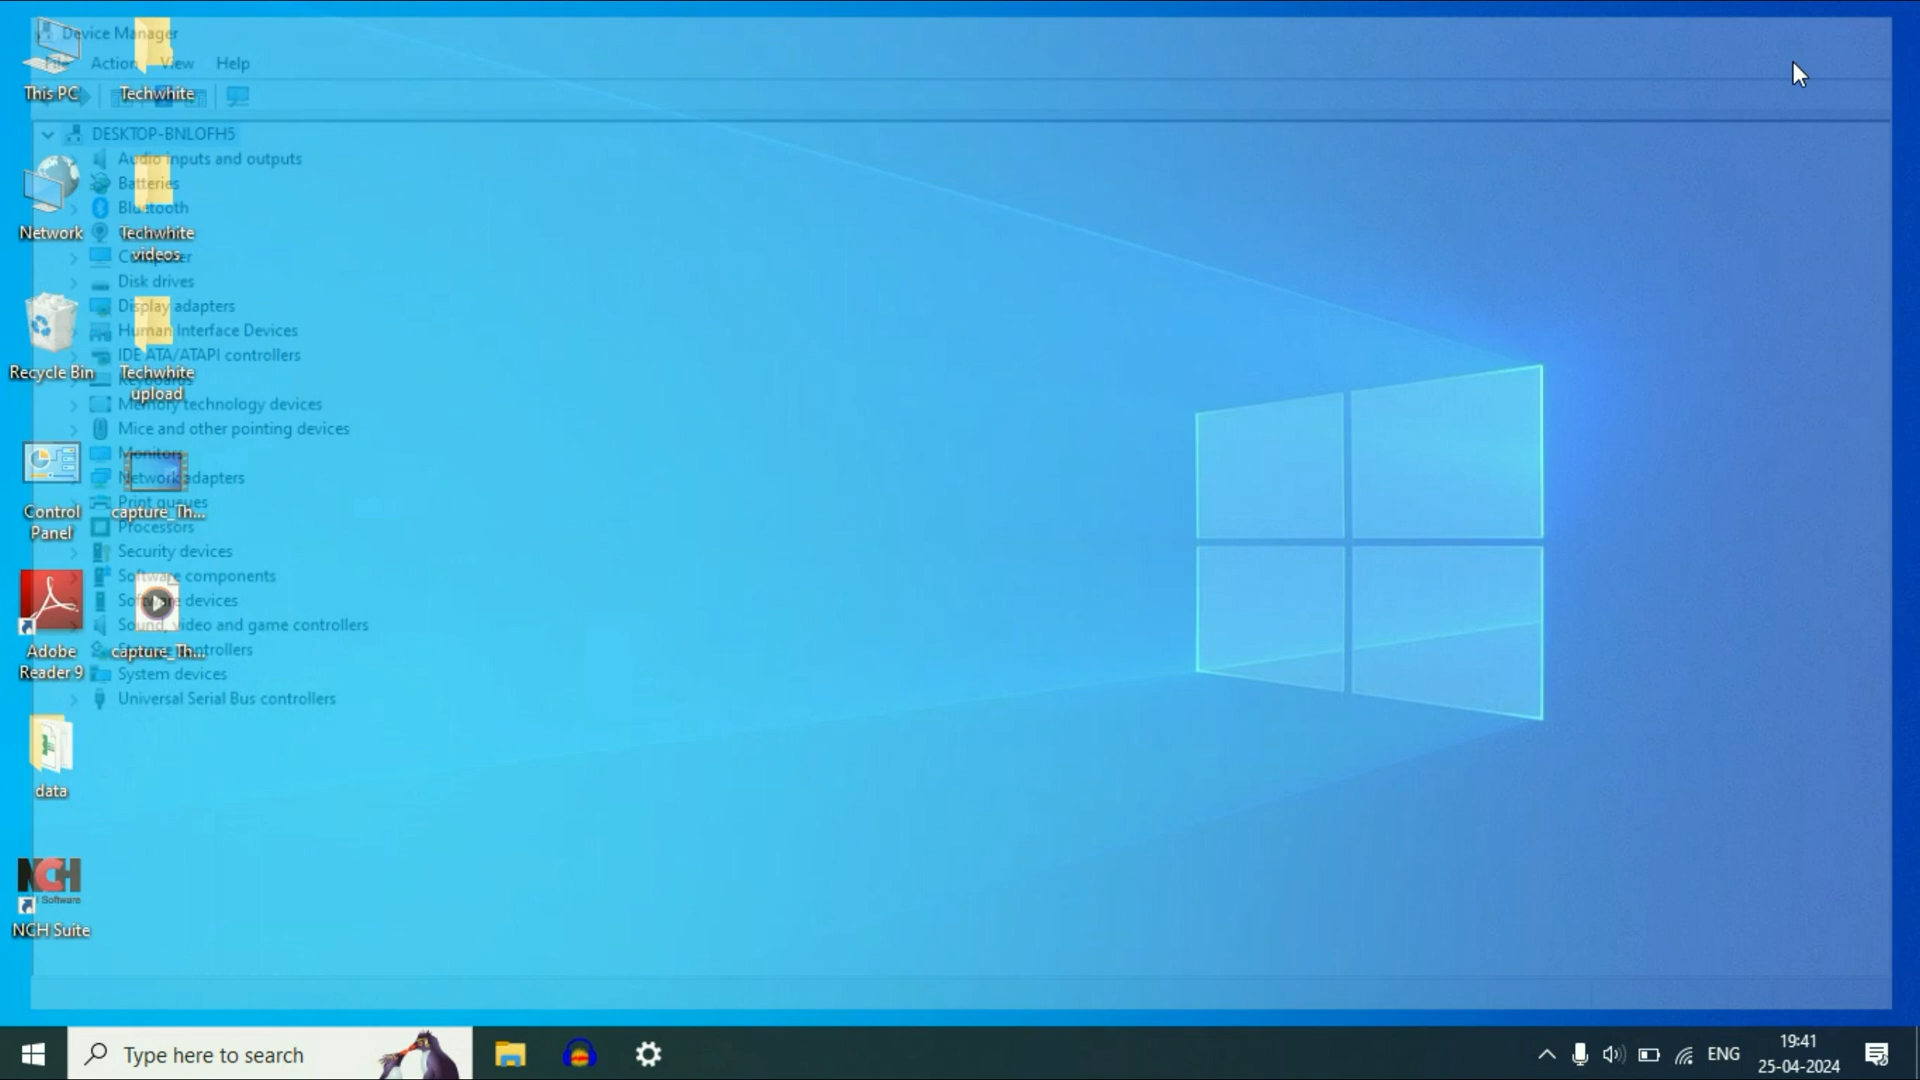 Device Manager
File Action View Help
This PC
Techwhite
DESKTOP-BNLOFH5
Audio inputs and outputs
Batteries
Bluetooth
Network
Techwhite
videos
Computer
Disk drives
Display adapters
Human Interface Devices
IDE ATA/ATAPI controllers
Recycle Bin
Techwhite
upload
Keyboards
Memory technology devices
Mice and other pointing devices
Monitors
Network adapters
Print queues
Control
Panel
capture_Th...
Processors
Security devices
Software components
Software devices
Sound, video and game controllers
Adobe
Reader 9
capture_Th...
Storage controllers
System devices
Universal Serial Bus controllers
data
NCH
Software
NCH Suite
Type here to search
ENG
19:41
25-04-2024